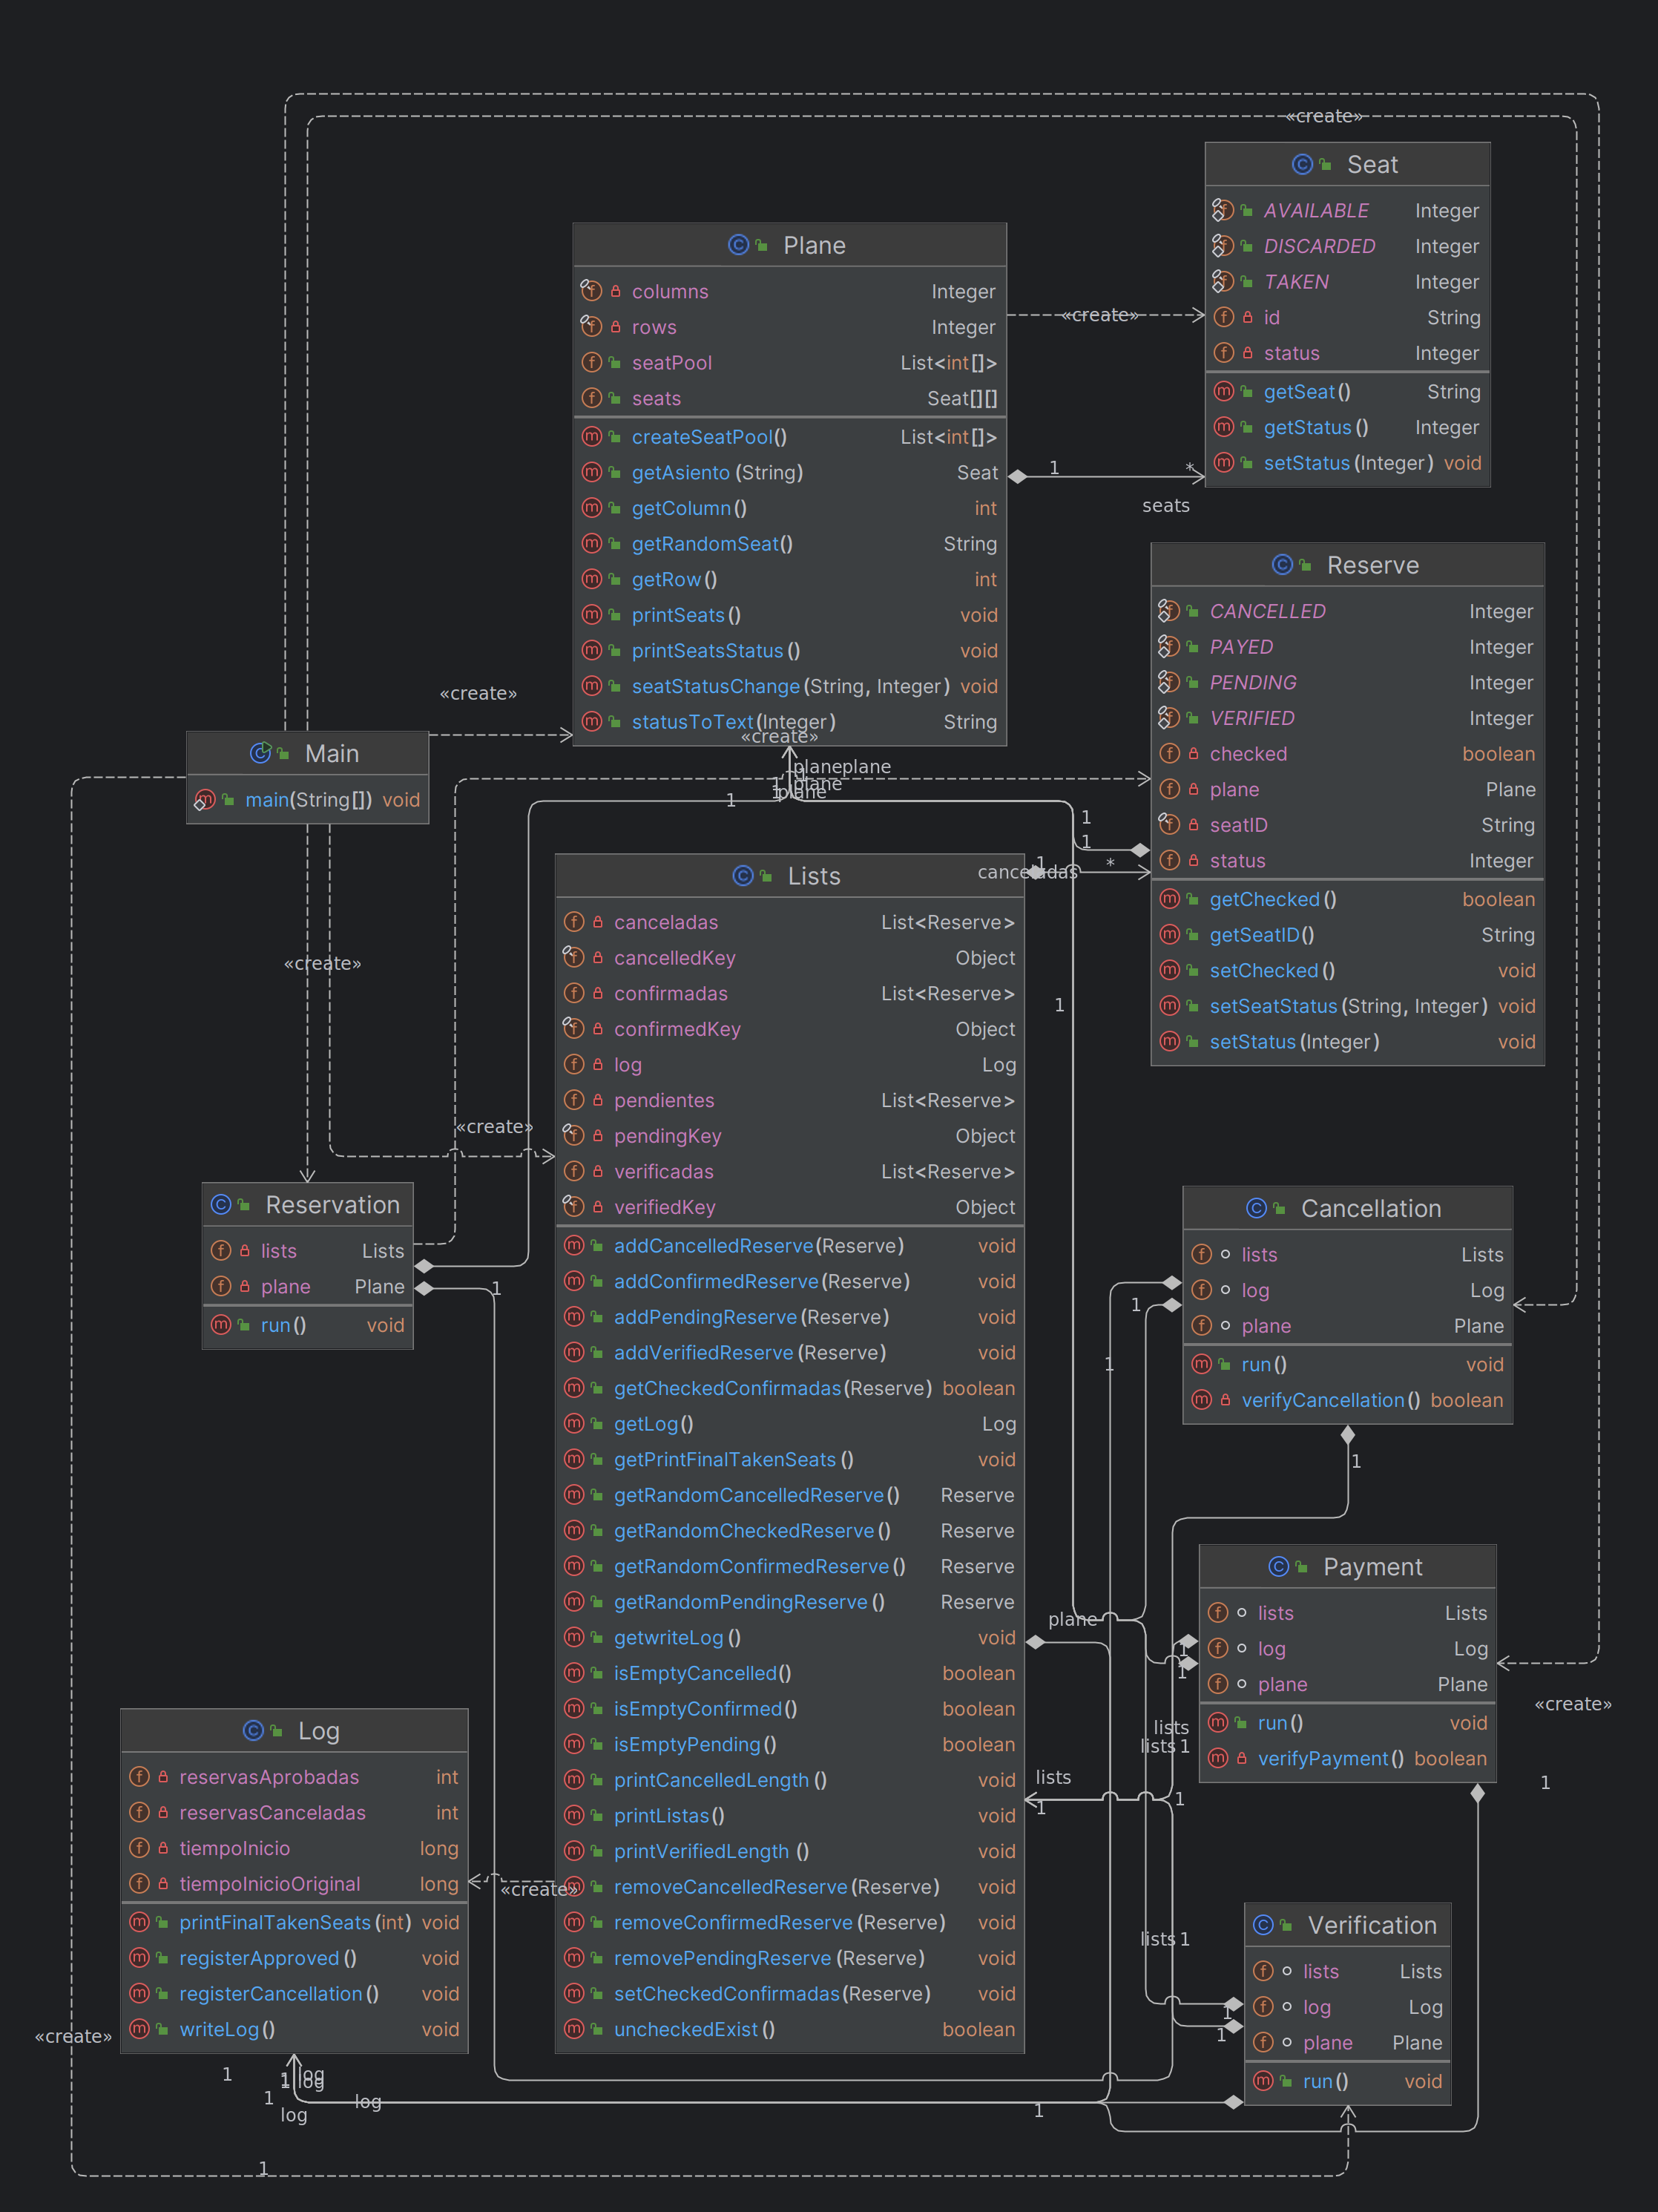 «create»
Seat
AVAILABLE Integer
DISCARDED Integer
TAKEN Integer
id String
status Integer
getSeat() String
getStatus() Integer
setStatus(Integer) void
Plane
columns Integer
rows Integer
seatPool List<int[]>
seats Seat[][]
createSeatPool() List<int[]>
getAsiento(String) Seat
getColumn() int
getRandomSeat() String
getRow() int
printSeats() void
printSeatsStatus() void
seatStatusChange(String, Integer) void
statusToText(Integer) String
«create»
1
*
seats
Reserve
CANCELLED Integer
PAYED Integer
PENDING Integer
VERIFIED Integer
checked boolean
plane Plane
seatID String
status Integer
getChecked() boolean
getSeatID() String
setChecked() void
setSeatStatus(String, Integer) void
setStatus(Integer) void
«create»
Main
main(String[]) void
«create»
plane
plane
plane
plane
1
1
1
1
1
1
canceladas
*
1
«create»
«create»
Lists
canceladas List<Reserve>
cancelledKey Object
confirmadas List<Reserve>
confirmedKey Object
log Log
pendientes List<Reserve>
pendingKey Object
verificadas List<Reserve>
verifiedKey Object
addCancelledReserve(Reserve) void
addConfirmedReserve(Reserve) void
addPendingReserve(Reserve) void
addVerifiedReserve(Reserve) void
getCheckedConfirmadas(Reserve) boolean
getLog() Log
getPrintFinalTakenSeats() void
getRandomCancelledReserve() Reserve
getRandomCheckedReserve() Reserve
getRandomConfirmedReserve() Reserve
getRandomPendingReserve() Reserve
getwriteLog() void
isEmptyCancelled() boolean
isEmptyConfirmed() boolean
isEmptyPending() boolean
printCancelledLength() void
printListas() void
printVerifiedLength() void
removeCancelledReserve(Reserve) void
removeConfirmedReserve(Reserve) void
removePendingReserve(Reserve) void
setCheckedConfirmadas(Reserve) void
uncheckedExist() boolean
Reservation
lists Lists
plane Plane
run() void
1
Cancellation
lists Lists
log Log
plane Plane
run() void
verifyCancellation() boolean
1
1
1
Payment
lists Lists
log Log
plane Plane
run() void
verifyPayment() boolean
plane
1
1
«create»
lists
lists 1
lists
1
1
1
Log
reservasAprobadas int
reservasCanceladas int
tiempoInicio long
tiempoInicioOriginal long
printFinalTakenSeats(int) void
registerApproved() void
registerCancellation() void
writeLog() void
«create»
Verification
lists Lists
log Log
plane Plane
run() void
lists 1
1
1
«create»
1
log
1 log
1
log
log
1
1